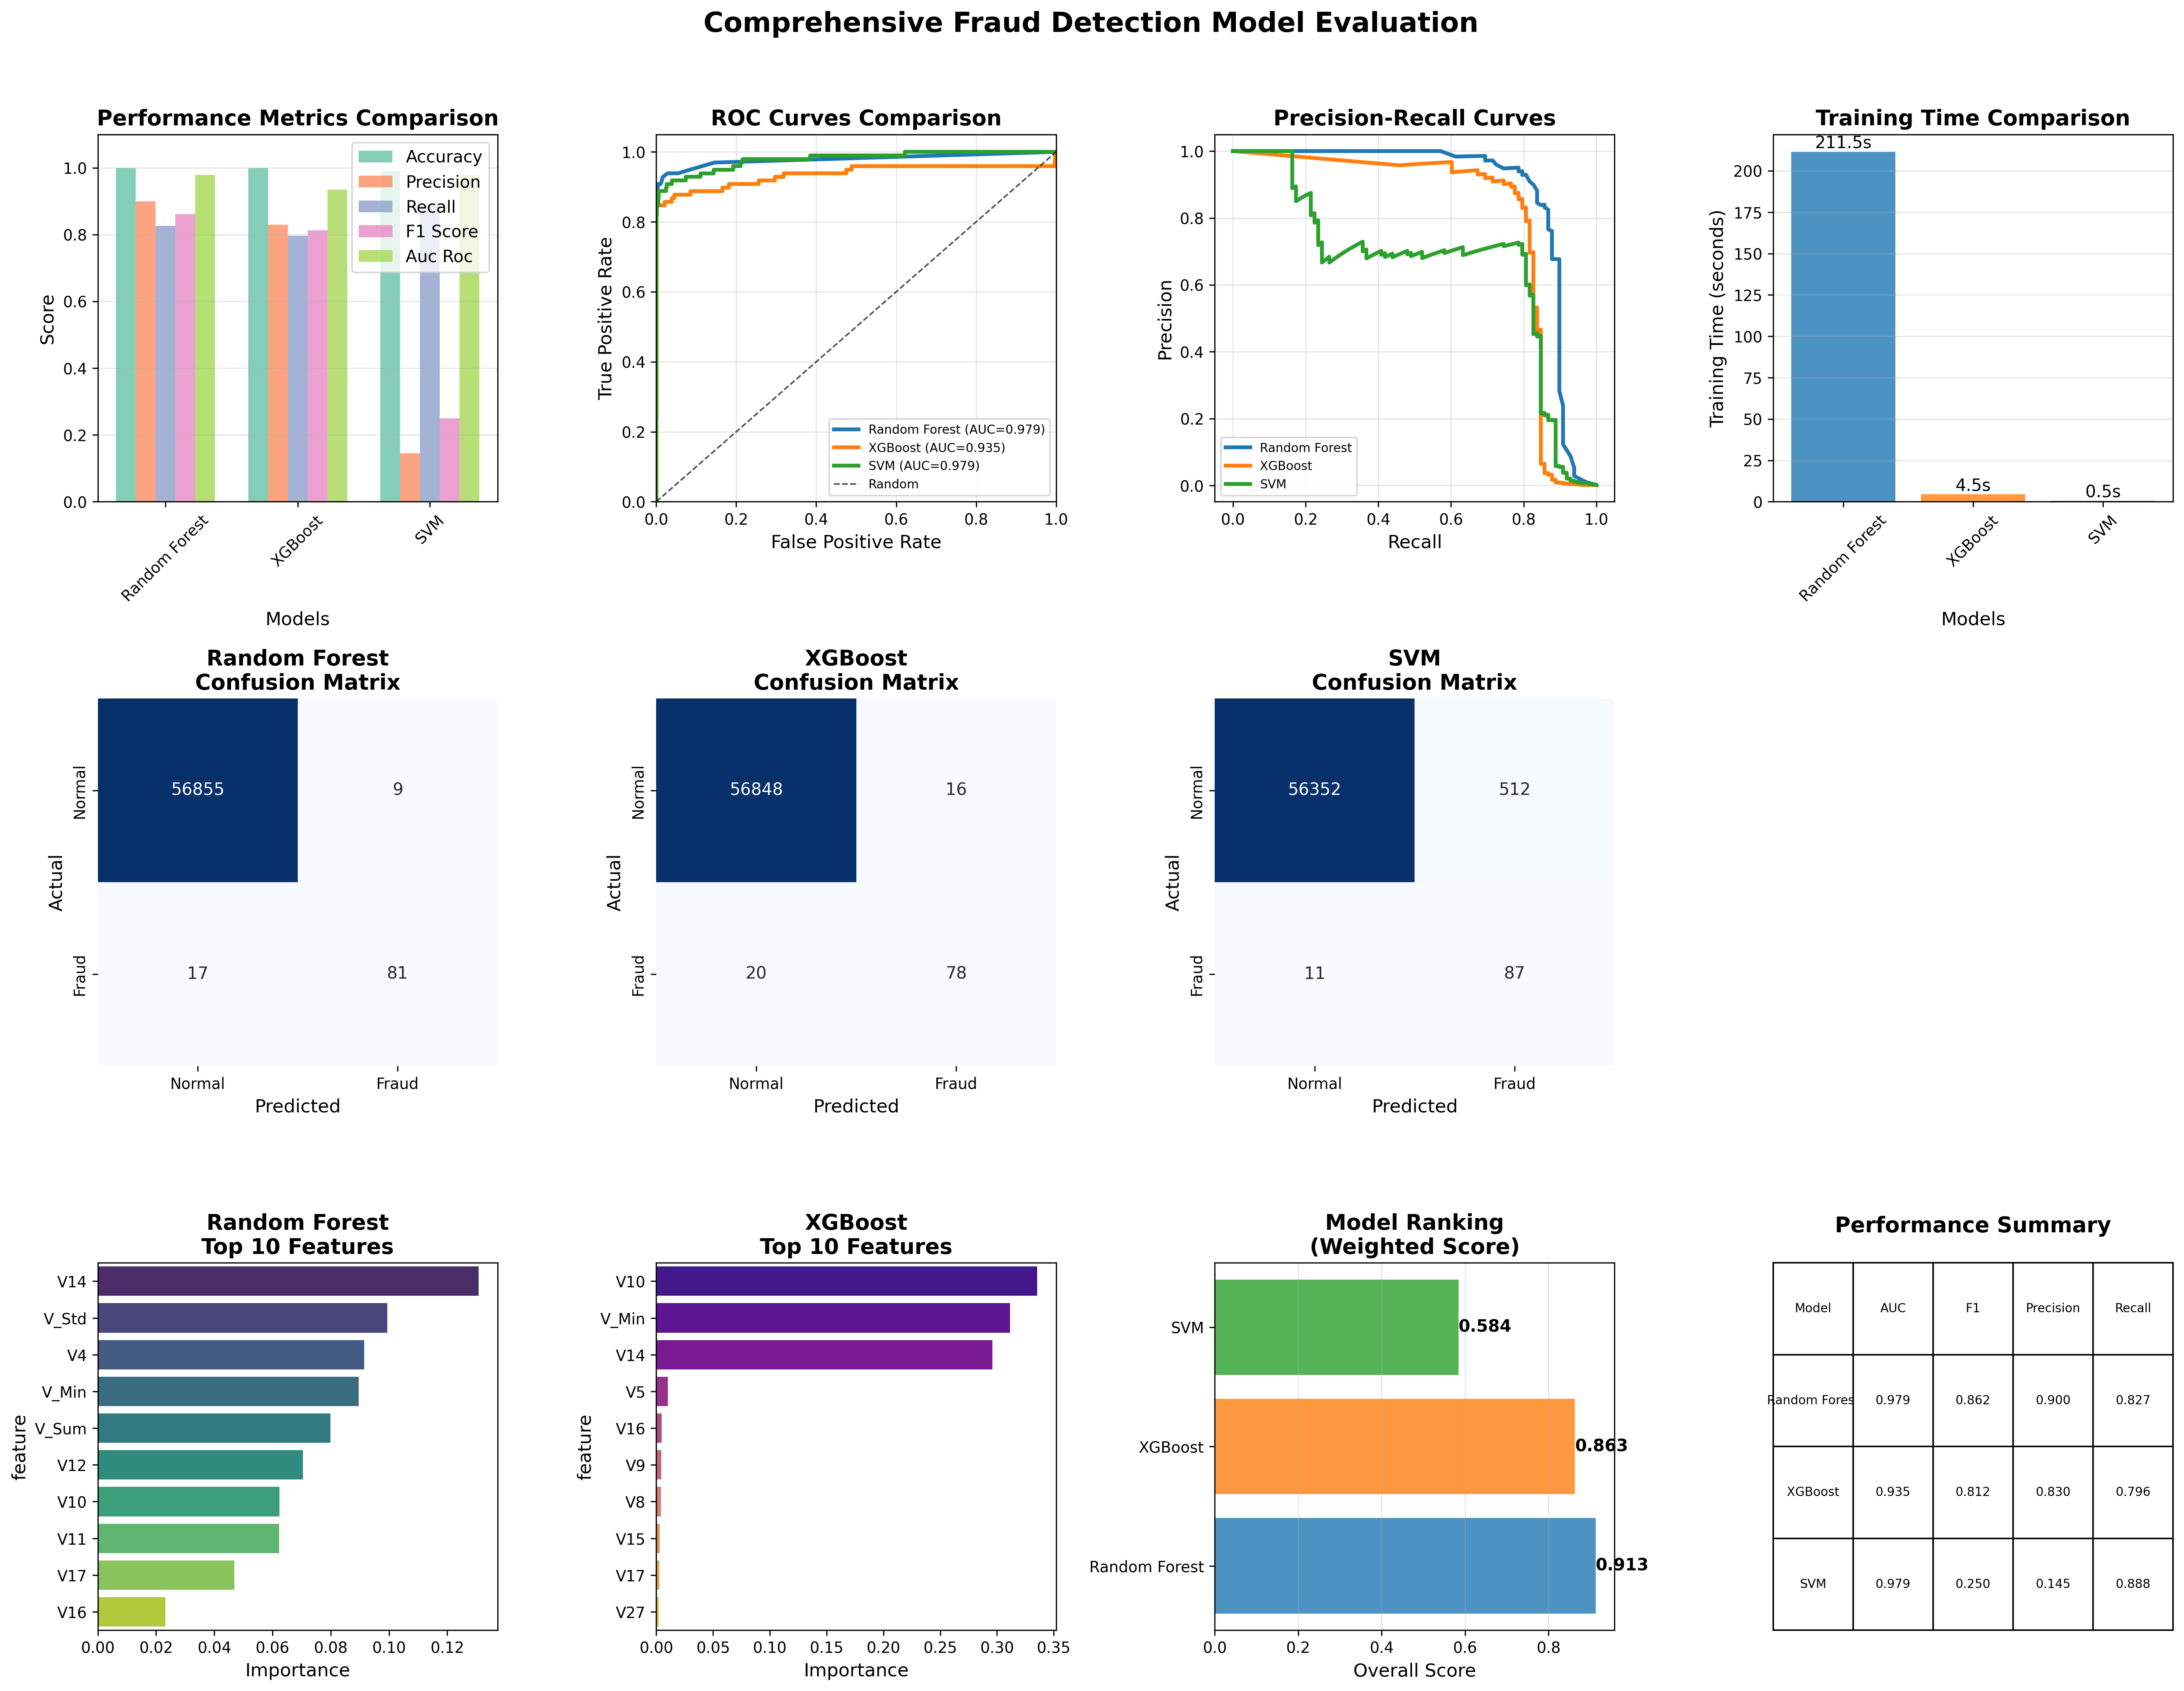 Comprehensive Fraud Detection Model Evaluation
Performance Metrics Comparison
Score
1.0
0.8
0.6
0.4
0.2
0.0
Accuracy
Precision
Recall
F1 Score
Auc Roc
Random Forest
XGBoost
SVM
Models
ROC Curves Comparison
True Positive Rate
1.0
0.8
0.6
0.4
0.2
0.0
Random Forest (AUC=0.979)
XGBoost (AUC=0.935)
SVM (AUC=0.979)
Random
0.0 0.2 0.4 0.6 0.8 1.0
False Positive Rate
Precision-Recall Curves
Precision
1.0
0.8
0.6
0.4
0.2
0.0
Random Forest
XGBoost
SVM
0.0 0.2 0.4 0.6 0.8 1.0
Recall
Training Time Comparison
Training Time (seconds)
200
175
150
125
100
75
50
25
0
211.5s
4.5s
0.5s
Random Forest
XGBoost
SVM
Models
Random Forest
Confusion Matrix
Actual
Normal
Fraud
56855 9
17 81
Normal Fraud
Predicted
XGBoost
Confusion Matrix
Actual
Normal
Fraud
56848 16
20 78
Normal Fraud
Predicted
SVM
Confusion Matrix
Actual
Normal
Fraud
56352 512
11 87
Normal Fraud
Predicted
Random Forest
Top 10 Features
feature
V14
V_Std
V4
V_Min
V_Sum
V12
V10
V11
V17
V16
0.00 0.02 0.04 0.06 0.08 0.10 0.12
Importance
XGBoost
Top 10 Features
feature
V10
V_Min
V14
V5
V16
V9
V8
V15
V17
V27
0.00 0.05 0.10 0.15 0.20 0.25 0.30 0.35
Importance
Model Ranking
(Weighted Score)
SVM 0.584
XGBoost 0.863
Random Forest 0.913
0.0 0.2 0.4 0.6 0.8
Overall Score
Performance Summary
Model AUC F1 Precision Recall
Random Fores 0.979 0.862 0.900 0.827
XGBoost 0.935 0.812 0.830 0.796
SVM 0.979 0.250 0.145 0.888